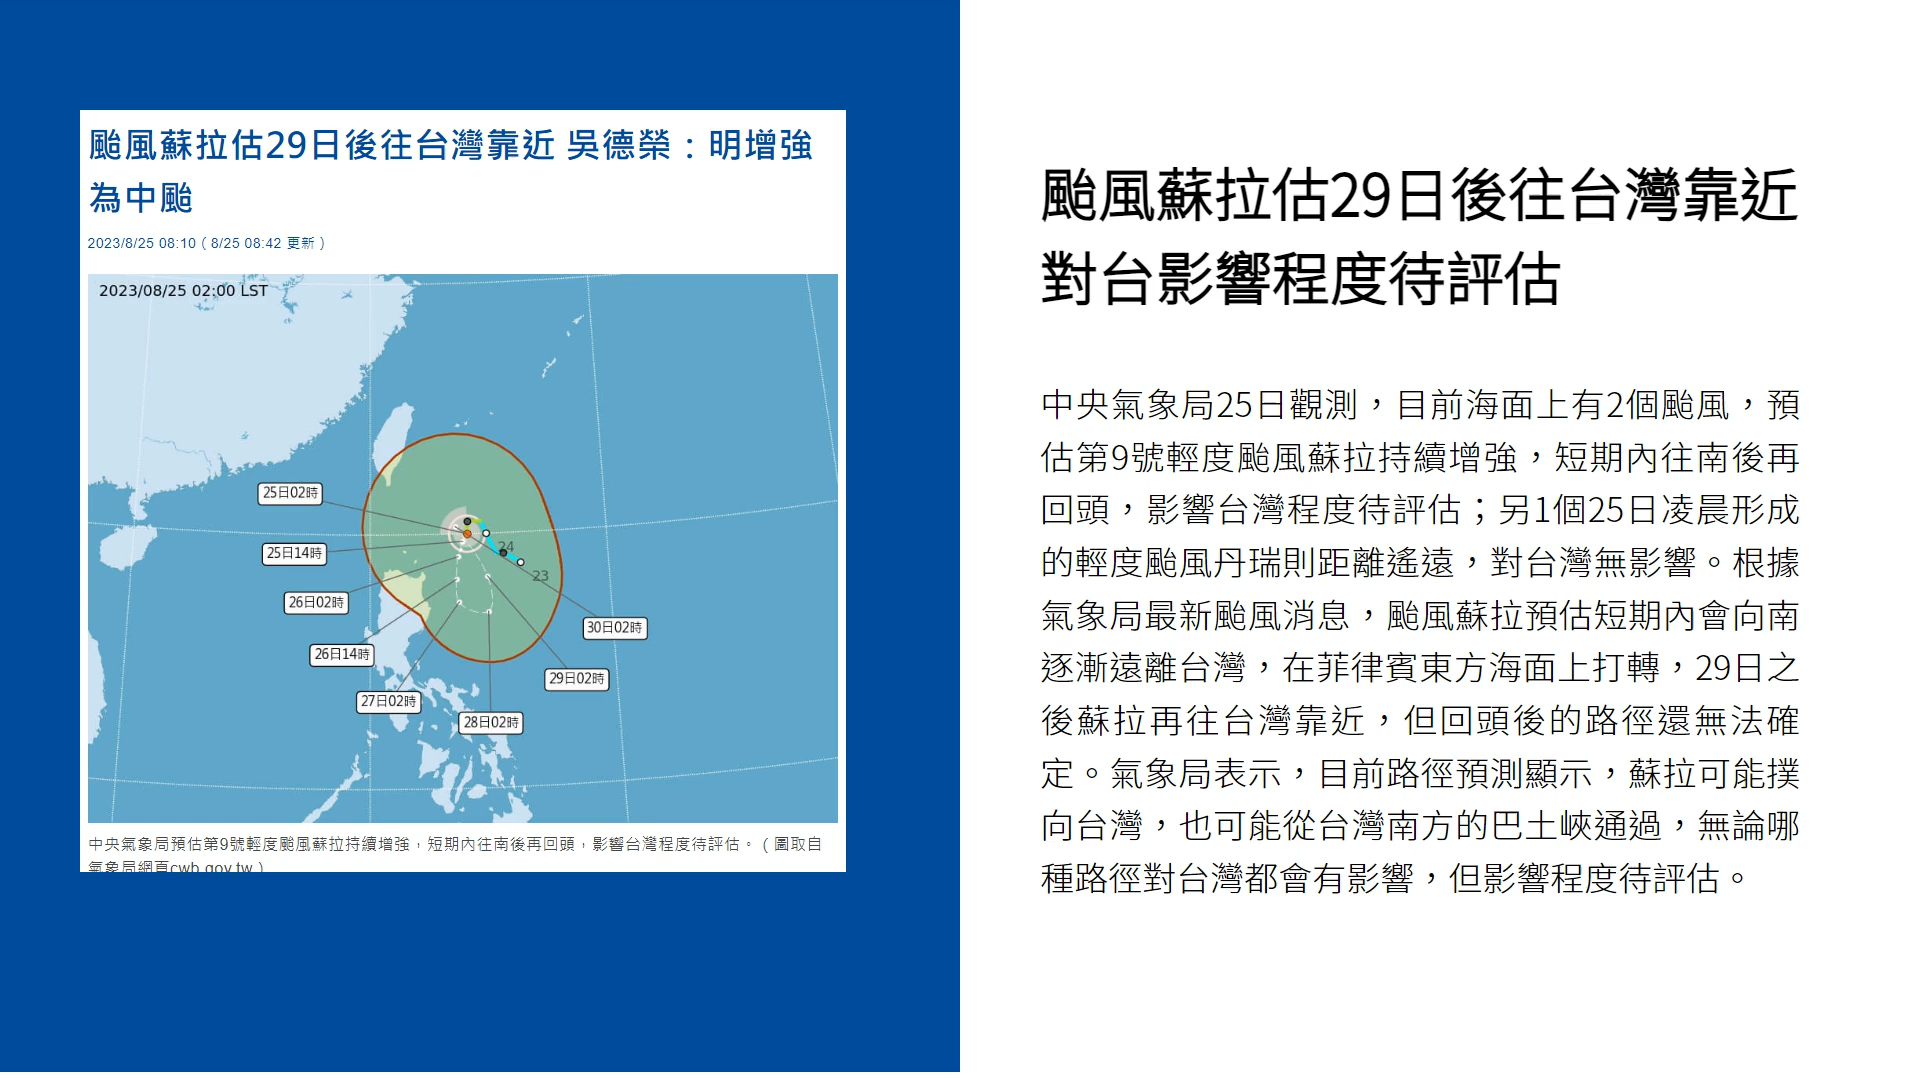 颱風蘇拉估29日後往台灣靠近 吳德榮：明增強
為中颱
2023/8/25 08:10（8/25 08:42 更新）
2023/08/25 02:00 LST
25日02時
25日14時
26日02時
26日14時
27日02時
28日02時
29日02時
30日02時
24
23
中央氣象局預估第9號輕度颱風蘇拉持續增強，短期內往南後再回頭，影響台灣程度待評估。（圖取自
氣象局網頁cwb.gov.tw）
颱風蘇拉估29日後往台灣靠近
對台影響程度待評估
中央氣象局25日觀測，目前海面上有2個颱風，預
估第9號輕度颱風蘇拉持續增強，短期內往南後再
回頭，影響台灣程度待評估；另1個25日凌晨形成
的輕度颱風丹瑞則距離遙遠，對台灣無影響。根據
氣象局最新颱風消息，颱風蘇拉預估短期內會向南
逐漸遠離台灣，在菲律賓東方海面上打轉，29日之
後蘇拉再往台灣靠近，但回頭後的路徑還無法確
定。氣象局表示，目前路徑預測顯示，蘇拉可能撲
向台灣，也可能從台灣南方的巴士峽通過，無論哪
種路徑對台灣都會有影響，但影響程度待評估。